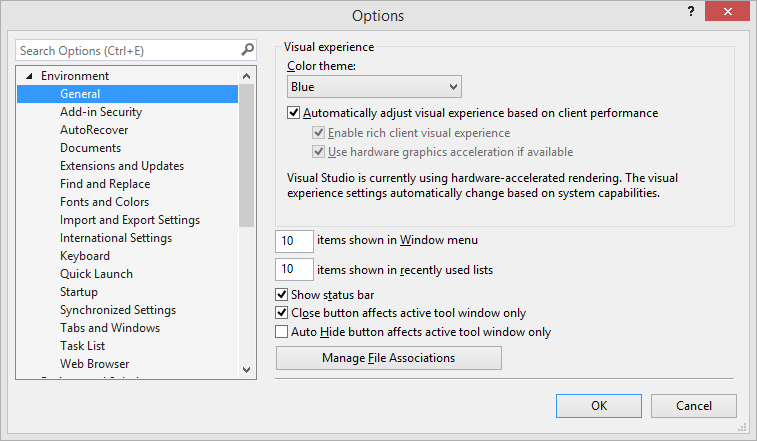 Options
?
Search Options (Ctrl+E)
Environment
General
Add-in Security
AutoRecover
Documents
Extensions and Updates
Find and Replace
Fonts and Colors
Import and Export Settings
International Settings
Keyboard
Quick Launch
Startup
Synchronized Settings
Tabs and Windows
Task List
Web Browser
Visual experience
Color theme:
Blue
Automatically adjust visual experience based on client performance
Enable rich client visual experience
Use hardware graphics acceleration if available
Visual Studio is currently using hardware-accelerated rendering. The visual
experience settings automatically change based on system capabilities.
10 items shown in Window menu
10 items shown in recently used lists
Show status bar
Close button affects active tool window only
Auto Hide button affects active tool window only
Manage File Associations
OK
Cancel